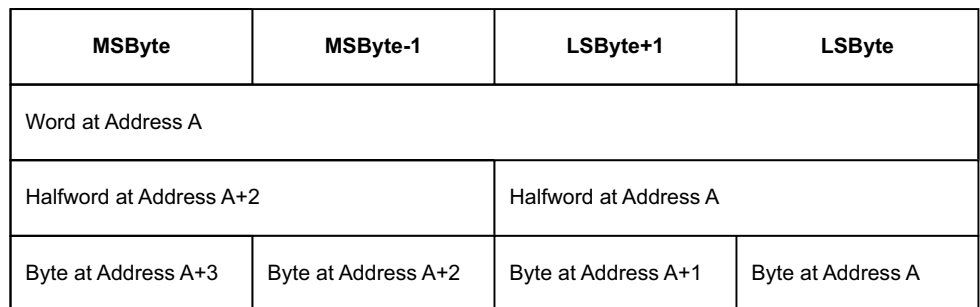 MSByte MSByte-1 LSByte+1 LSByte
Word at Address A
Halfword at Address A+2 Halfword at Address A
Byte at Address A+3 Byte at Address A+2 Byte at Address A+1 Byte at Address A